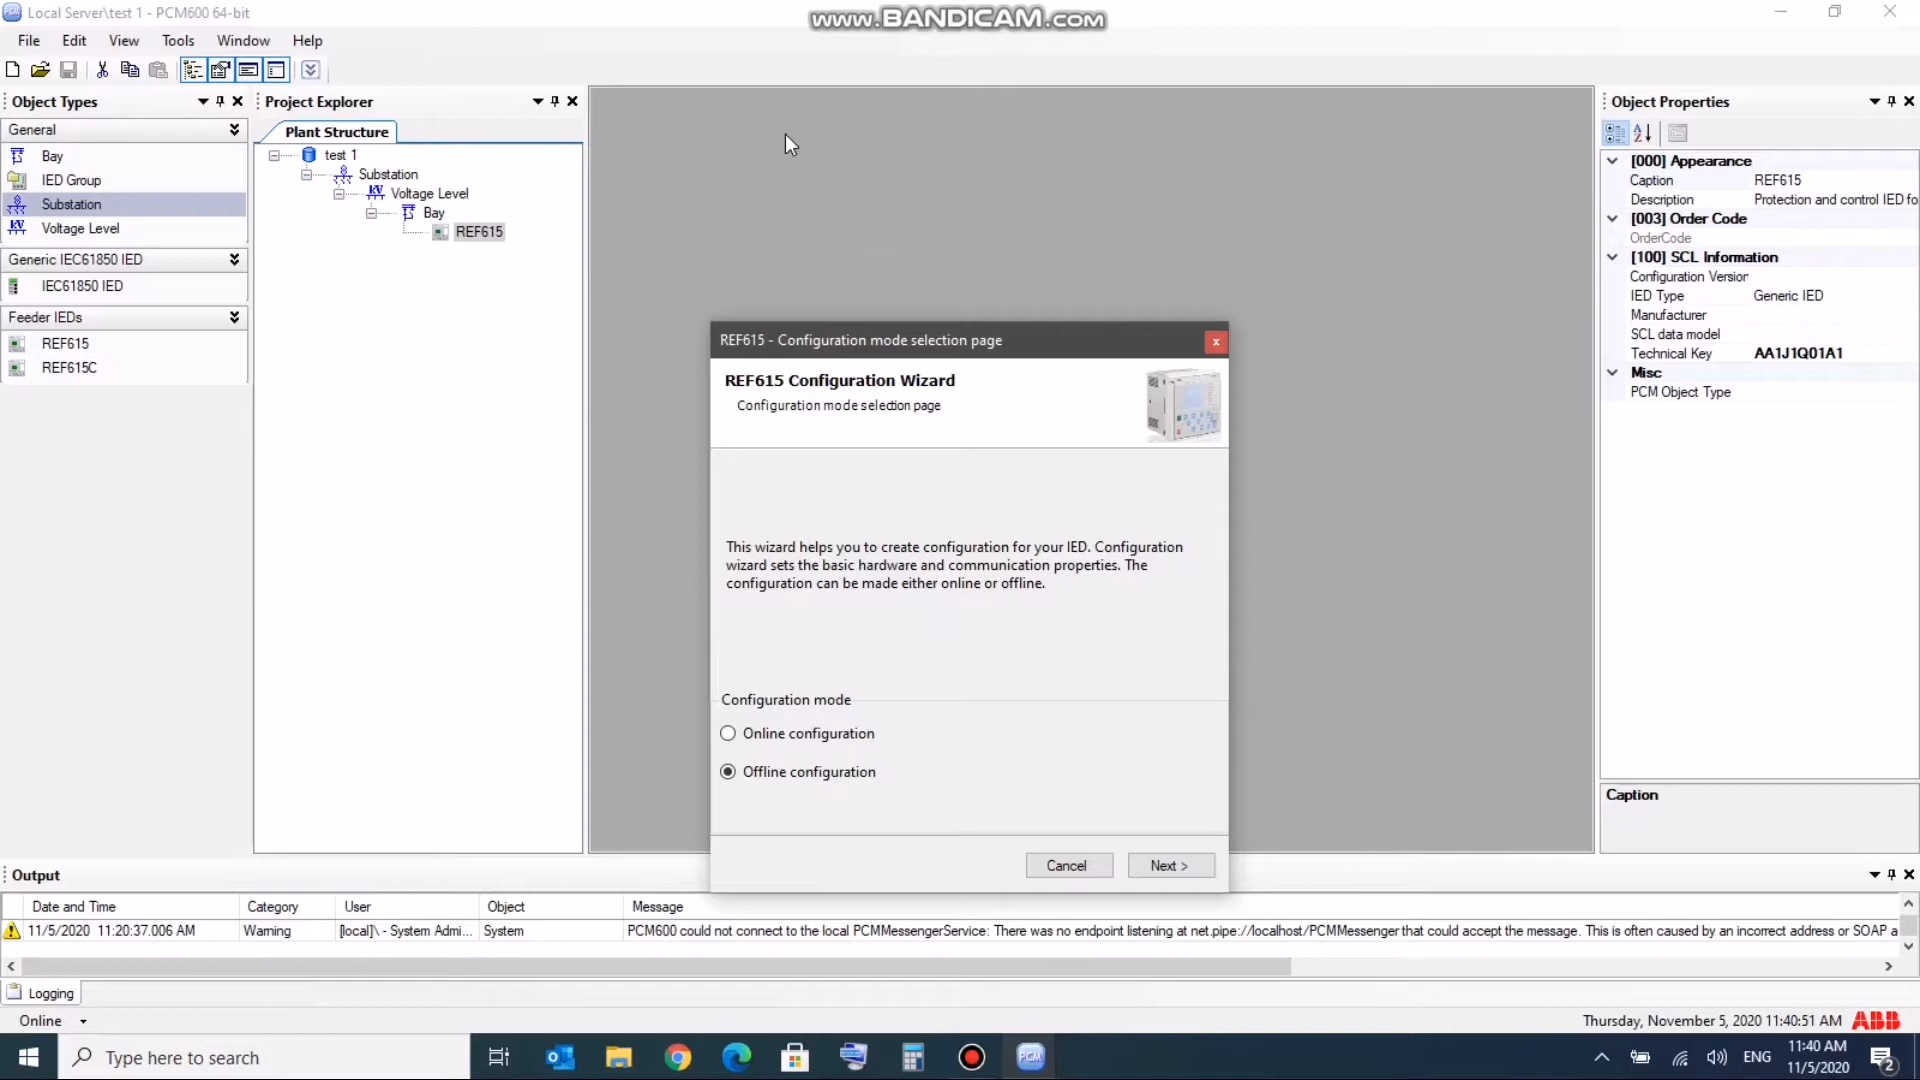 Local Server\test 1 - PCM600 64-bit
www.BANDICAM.com
File Edit View Tools Window Help
Object Types
General
Bay
IED Group
Substation
Voltage Level
Generic IEC61850 IED
IEC61850 IED
Feeder IEDs
REF615
REF615C
Project Explorer
Plant Structure
test 1
Substation
Voltage Level
Bay
REF615
REF615 - Configuration mode selection page
REF615 Configuration Wizard
Configuration mode selection page
This wizard helps you to create configuration for your IED. Configuration
wizard sets the basic hardware and communication properties. The
configuration can be made either online or offline.
Configuration mode
Online configuration
Offline configuration
Cancel
Next >
Object Properties
[000] Appearance
Caption REF615
Description Protection and control IED fo
[003] Order Code
OrderCode
[100] SCL Information
Configuration Version
IED Type Generic IED
Manufacturer
SCL data model
Technical Key AA1J1Q01A1
Misc
PCM Object Type
Caption
Output
Date and Time Category User Object Message
11/5/2020 11:20:37.006 AM Warning [local]\ - System Admi... System PCM600 could not connect to the local PCMMessengerService: There was no endpoint listening at net.pipe://localhost/PCMMessenger that could accept the message. This is often caused by an incorrect address or SOAP a
Logging
Online
Thursday, November 5, 2020 11:40:51 AM ABB
Type here to search
PCM
ENG
11:40 AM
11/5/2020
2